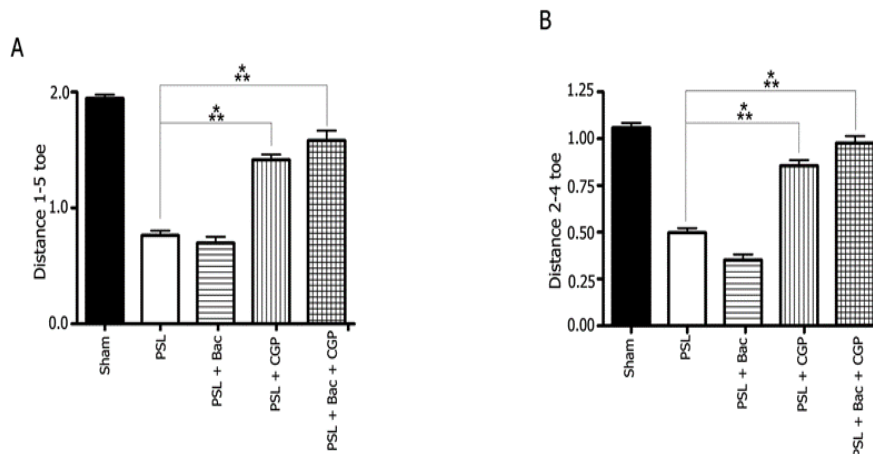 A
Distance 1-5 toe
2.0
1.0
0.0
*
**
*
**
Sham
PSL
PSL + Bac
PSL + CGP
PSL + Bac + CGP
B
Distance 2-4 toe
1.25
1.00
0.75
0.50
0.25
0.00
*
**
*
**
Sham
PSL
PSL + Bac
PSL + CGP
PSL + Bac + CGP